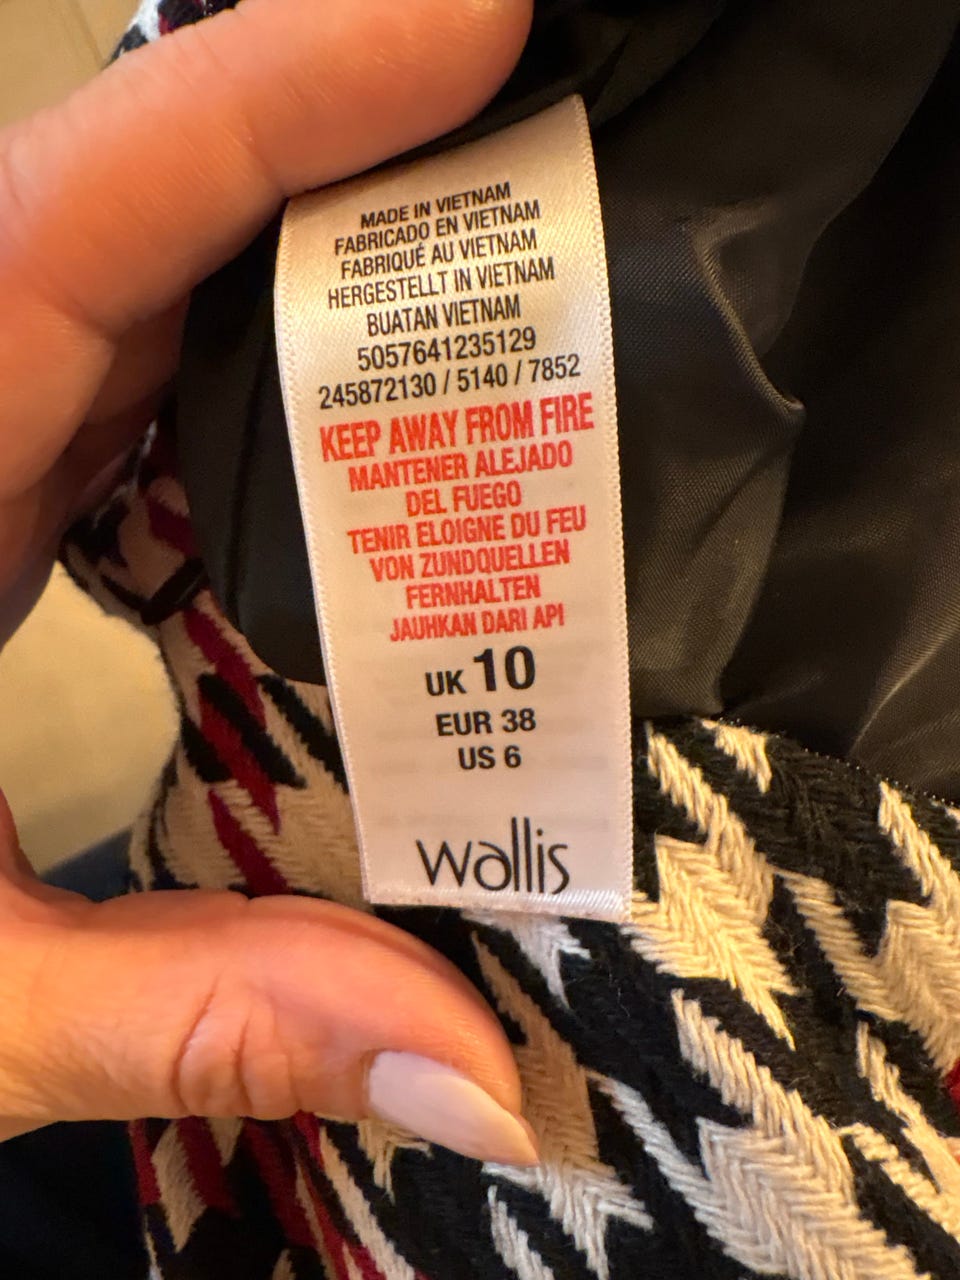 MADE IN VIETNAM
FABRICADO EN VIETNAM
FABRIQUÉ AU VIETNAM
HERGESTELLT IN VIETNAM
BUATAN VIETNAM
5057641235129
245872130 / 5140 / 7852
KEEP AWAY FROM FIRE
MANTENER ALEJADO
DEL FUEGO
TENIR ELOIGNE DU FEU
VON ZUNDQUELLEN
FERNHALTEN
JAUHKAN DARI API
UK 10
EUR 38
US 6
wallis